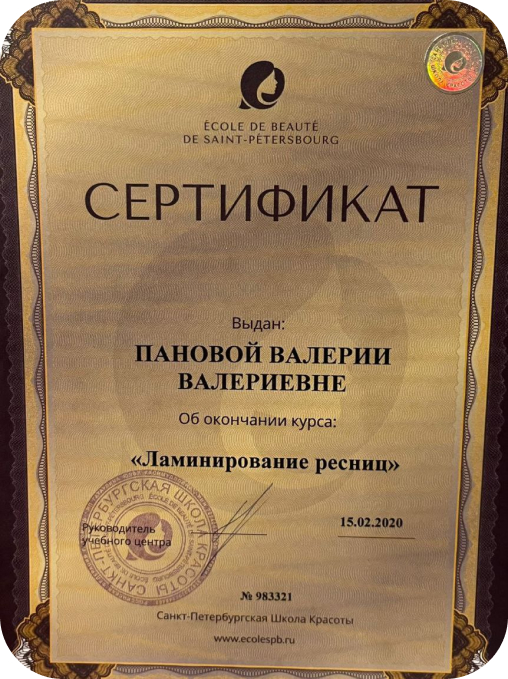 ÉCOLE DE BEAUTÉ
DE SAINT-PÉTERSBOURG
СЕРТИФИКАТ
Выдан:
ПАНОВОЙ ВАЛЕРИИ
ВАЛЕРИЕВНЕ
Об окончании курса:
«Ламинирование ресниц»
САНКТ-ПЕТЕРБУРГСКАЯ ШКОЛА КРАСОТЫ
Руководитель
учебного центра
15.02.2020
№ 983321
Санкт-Петербургская Школа Красоты
www.ecolespb.ru